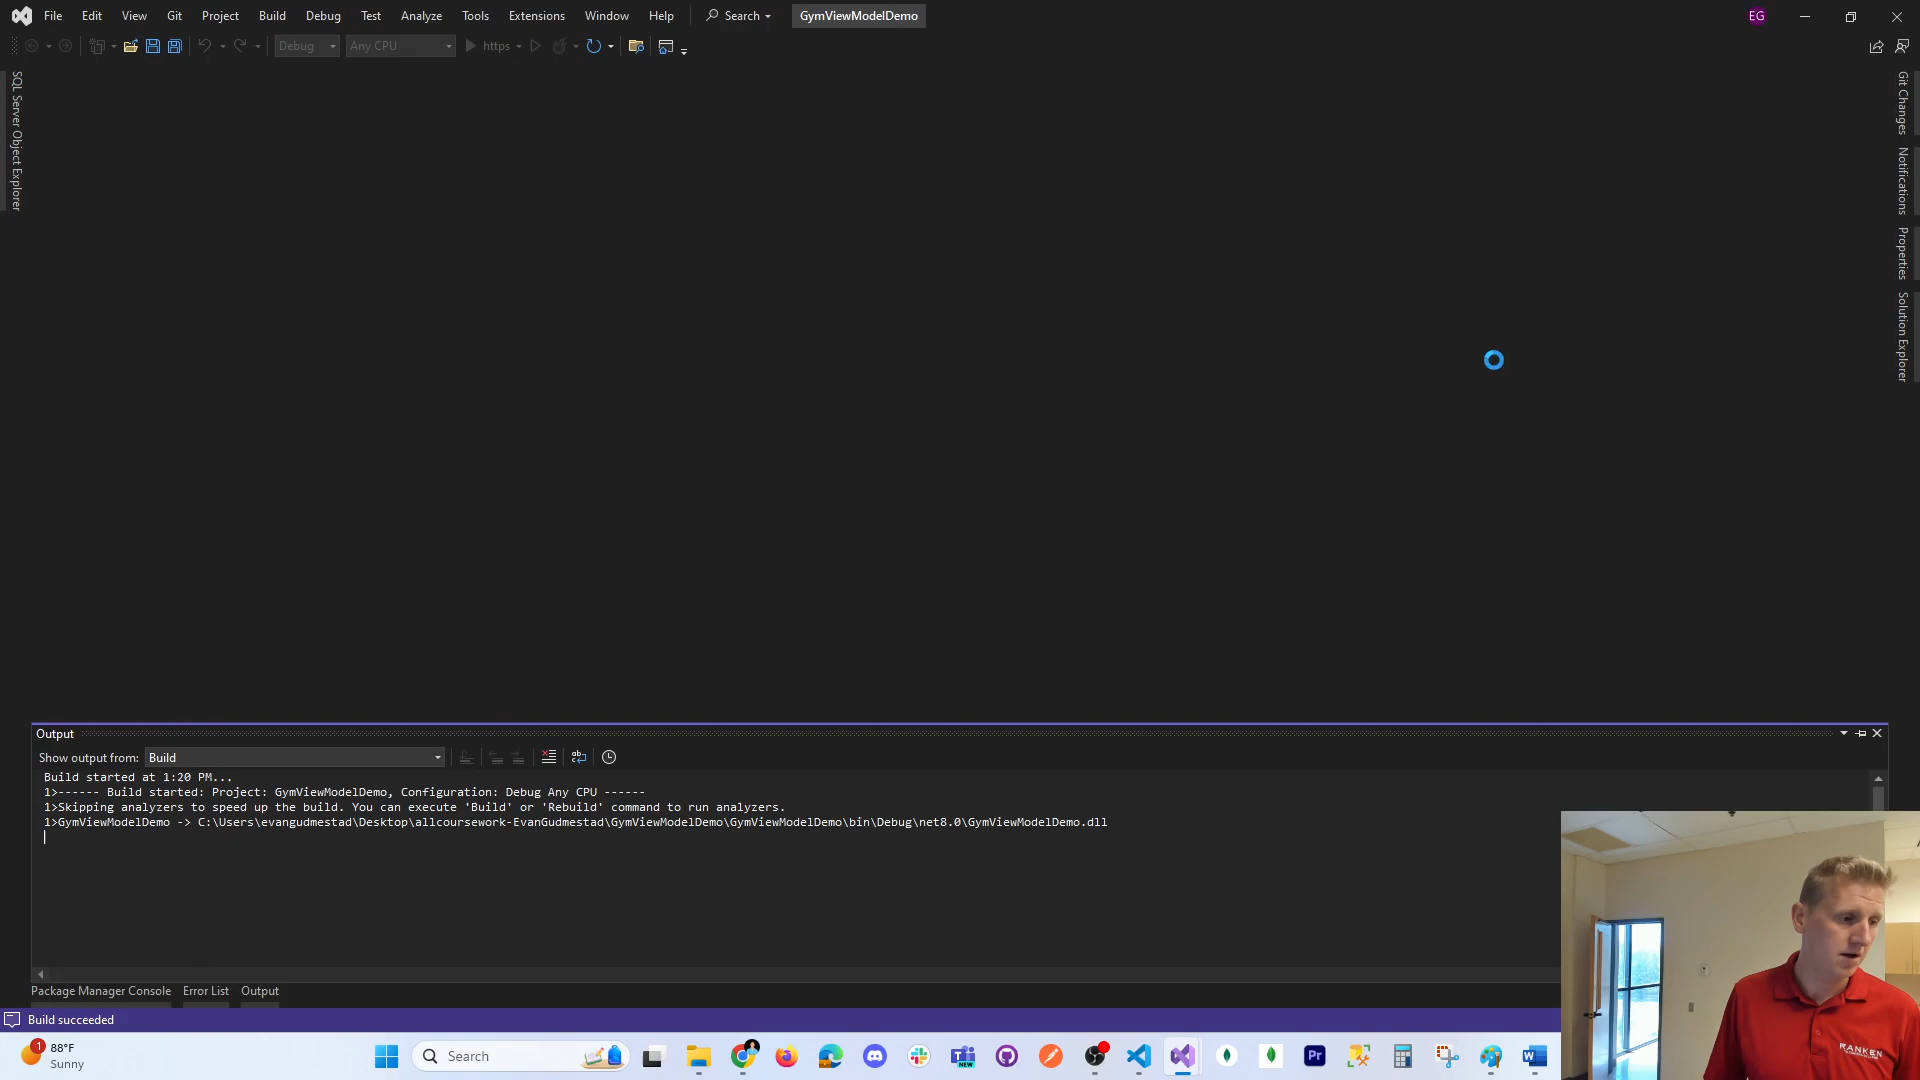 File Edit View Git Project Build Debug Test Analyze Tools Extensions Window Help Search GymViewModelDemo EG
Debug Any CPU https
SQL Server Object Explorer
Git Changes
Notifications
Properties
Solution Explorer
Output
Show output from: Build
Build started at 1:20 PM...
1>------ Build started: Project: GymViewModelDemo, Configuration: Debug Any CPU ------
1>Skipping analyzers to speed up the build. You can execute 'Build' or 'Rebuild' command to run analyzers.
1>GymViewModelDemo -> C:\Users\evangudmestad\Desktop\allcoursework-EvanGudmestad\GymViewModelDemo\GymViewModelDemo\bin\Debug\net8.0\GymViewModelDemo.dll
Package Manager Console Error List Output
Build succeeded
1 88°F
Sunny
Search
NEW
Pr
RANKEN